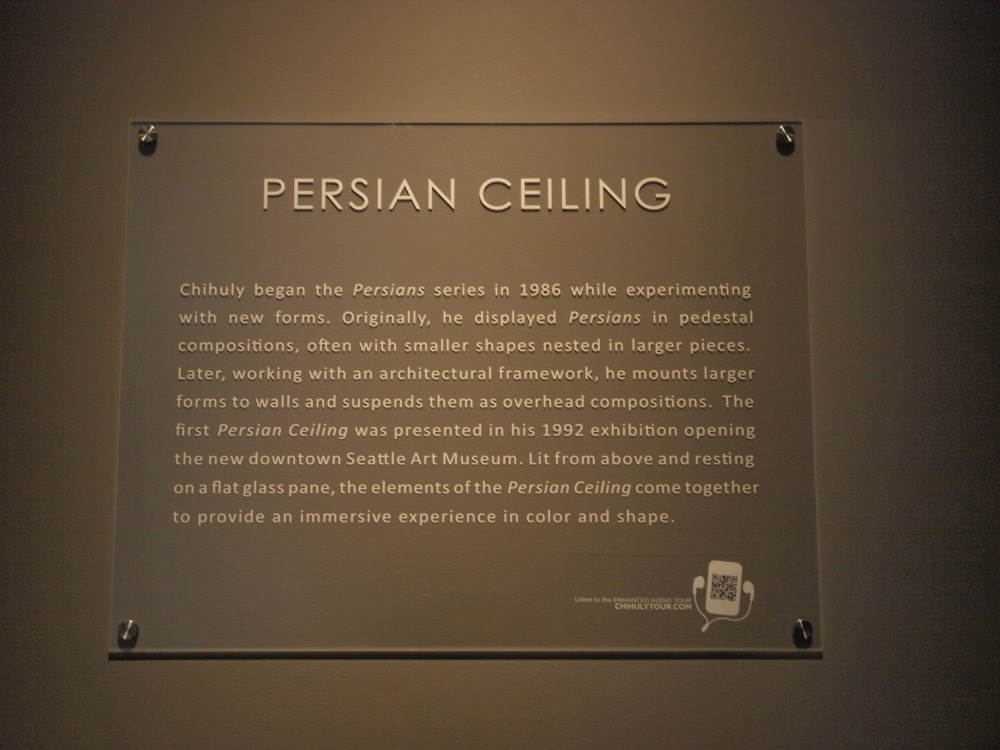 PERSIAN CEILING
Chihuly began the Persians series in 1986 while experimenting
with new forms. Originally, he displayed Persians in pedestal
compositions, often with smaller shapes nested in larger pieces.
Later, working with an architectural framework, he mounts larger
forms to walls and suspends them as overhead compositions. The
first Persian Ceiling was presented in his 1992 exhibition opening
the new downtown Seattle Art Museum. Lit from above and resting
on a flat glass pane, the elements of the Persian Ceiling come together
to provide an immersive experience in color and shape.
Listen to the ENHANCED AUDIO TOUR
CHIHULYTOUR.COM